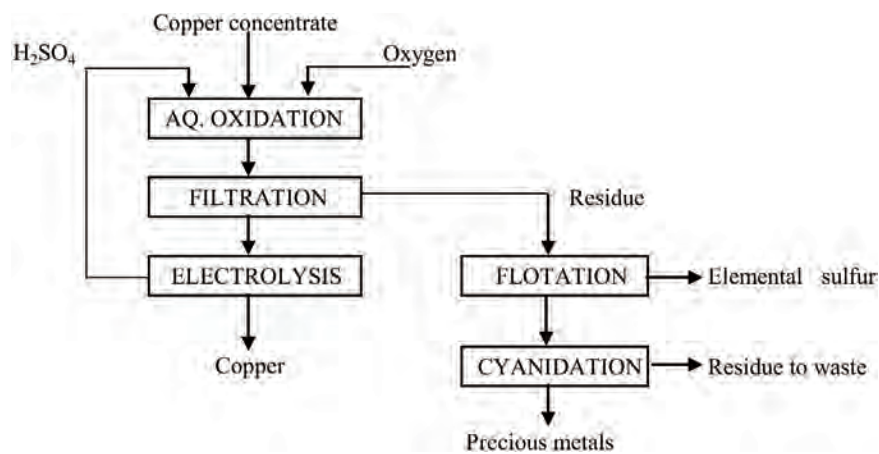 Copper concentrate
H₂SO₄
Oxygen
AQ. OXIDATION
FILTRATION
Residue
ELECTROLYSIS
FLOTATION
Elemental sulfur
Copper
CYANIDATION
Residue to waste
Precious metals